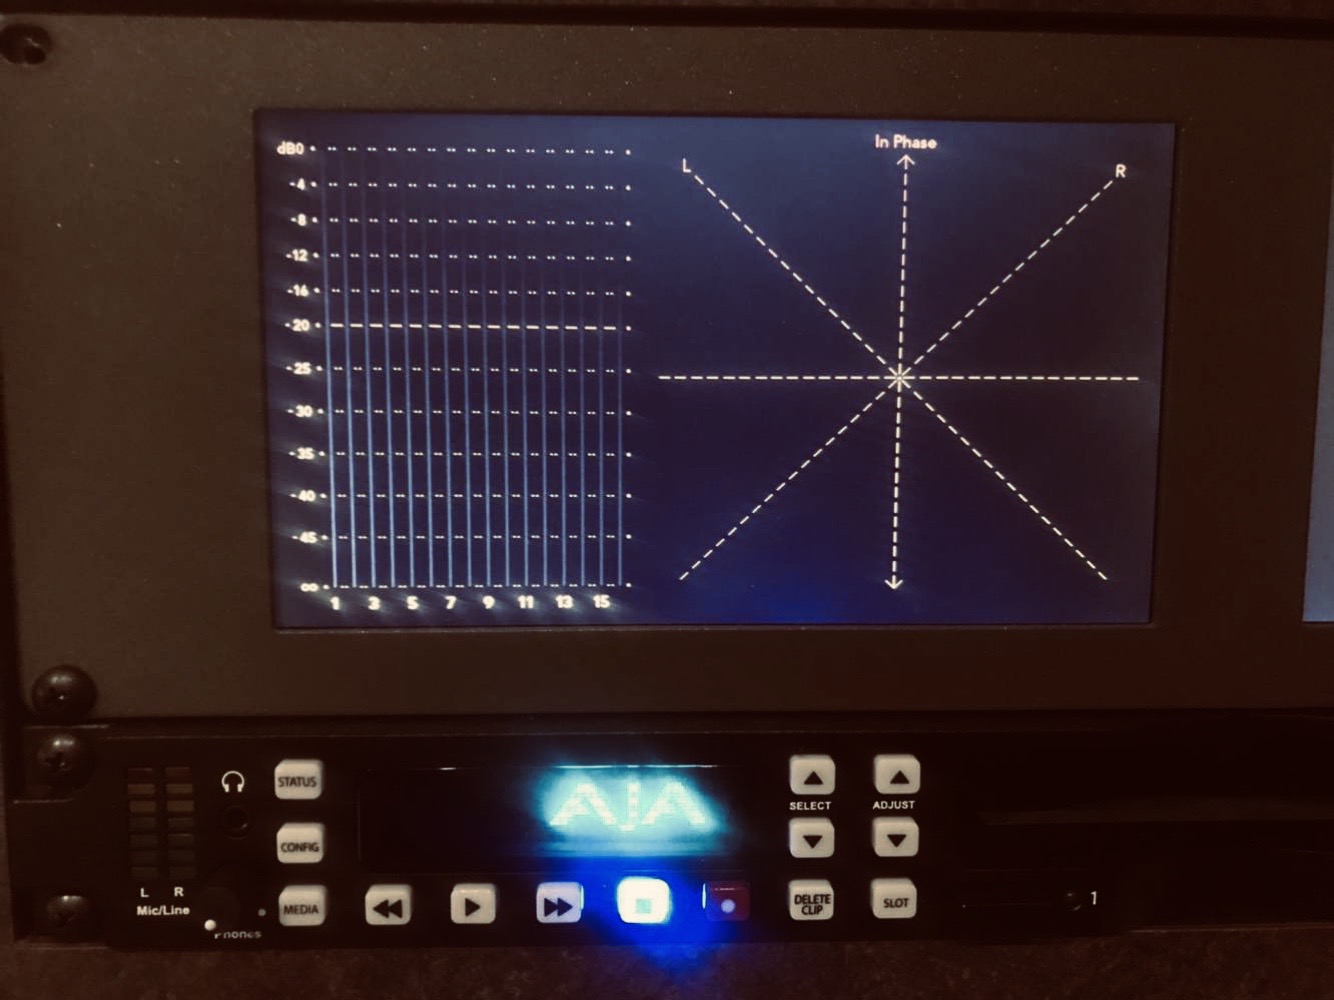 dB0
-4
-8
-12
-16
-20
-25
-30
-35
-40
-45
∞
1 3 5 7 9 11 13 15
In Phase
L R
STATUS
CONFIG
MEDIA
AJA
SELECT
ADJUST
DELETE
CLIP
SLOT
L R
Mic/Line
Phones
1